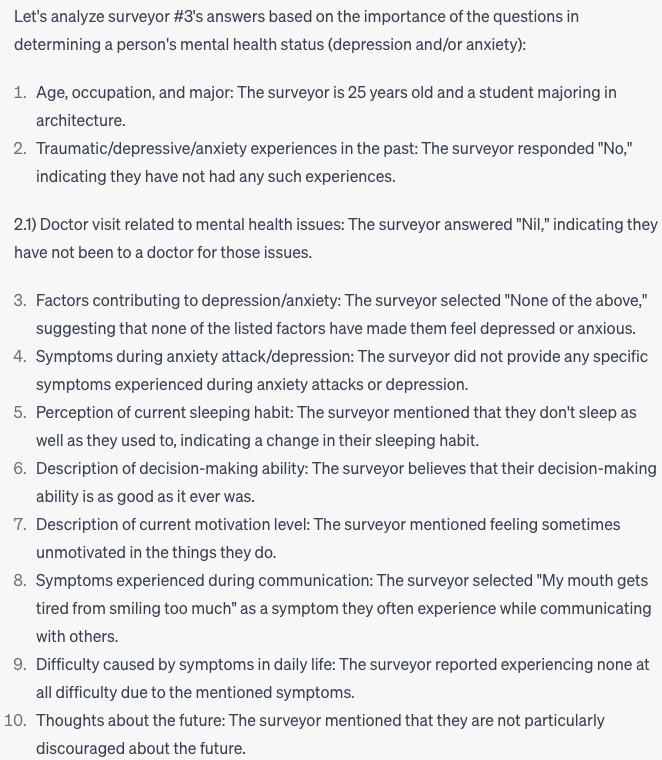 Let's analyze surveyor #3's answers based on the importance of the questions in
determining a person's mental health status (depression and/or anxiety):
1. Age, occupation, and major: The surveyor is 25 years old and a student majoring in
architecture.
2. Traumatic/depressive/anxiety experiences in the past: The surveyor responded "No,"
indicating they have not had any such experiences.
2.1) Doctor visit related to mental health issues: The surveyor answered "Nil," indicating they
have not been to a doctor for those issues.
3. Factors contributing to depression/anxiety: The surveyor selected "None of the above,"
suggesting that none of the listed factors have made them feel depressed or anxious.
4. Symptoms during anxiety attack/depression: The surveyor did not provide any specific
symptoms experienced during anxiety attacks or depression.
5. Perception of current sleeping habit: The surveyor mentioned that they don't sleep as
well as they used to, indicating a change in their sleeping habit.
6. Description of decision-making ability: The surveyor believes that their decision-making
ability is as good as it ever was.
7. Description of current motivation level: The surveyor mentioned feeling sometimes
unmotivated in the things they do.
8. Symptoms experienced during communication: The surveyor selected "My mouth gets
tired from smiling too much" as a symptom they often experience while communicating
with others.
9. Difficulty caused by symptoms in daily life: The surveyor reported experiencing none at
all difficulty due to the mentioned symptoms.
10. Thoughts about the future: The surveyor mentioned that they are not particularly
discouraged about the future.